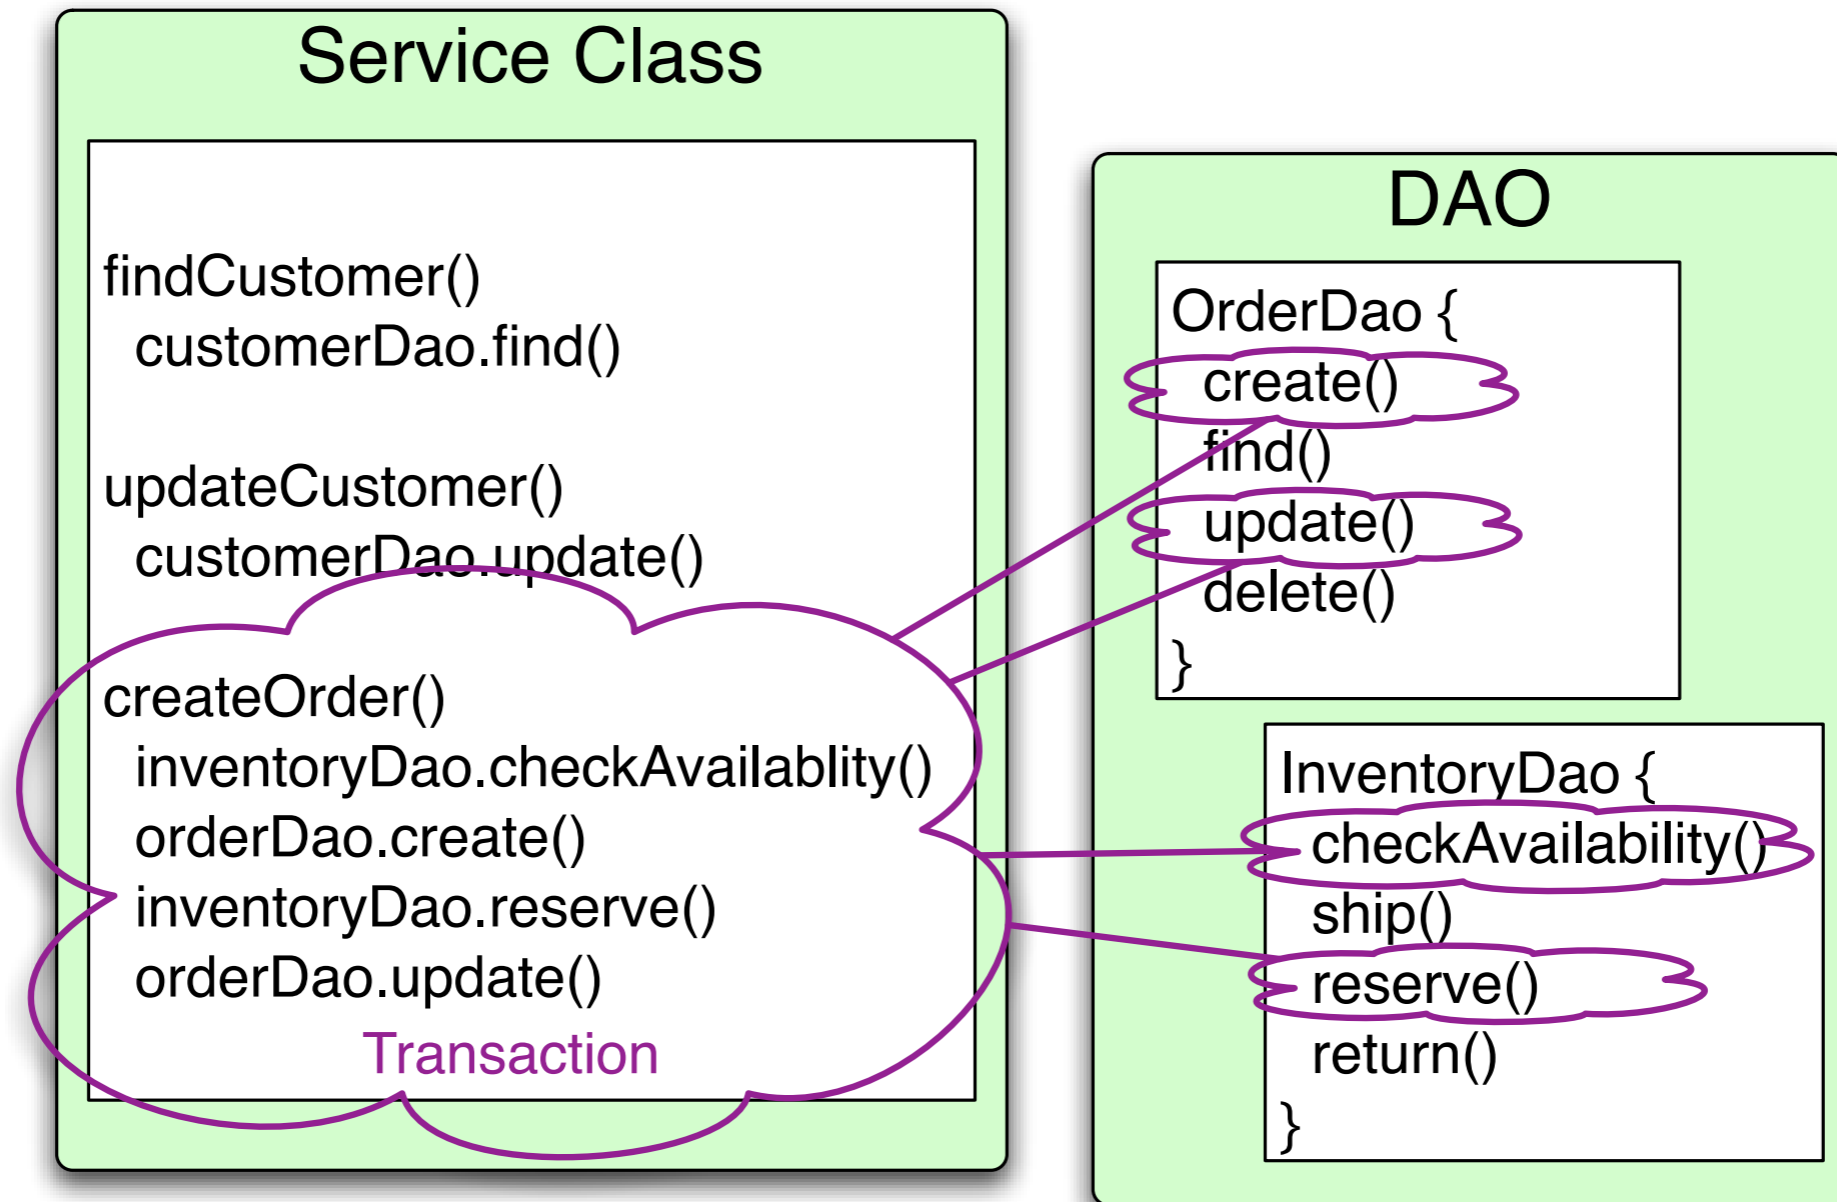 Service Class
findCustomer()
customerDao.find()
updateCustomer()
customerDao.update()
createOrder()
inventoryDao.checkAvailablity()
orderDao.create()
inventoryDao.reserve()
orderDao.update()
Transaction
DAO
OrderDao {
create()
find()
update()
delete()
}
InventoryDao {
checkAvailability()
ship()
reserve()
return()
}